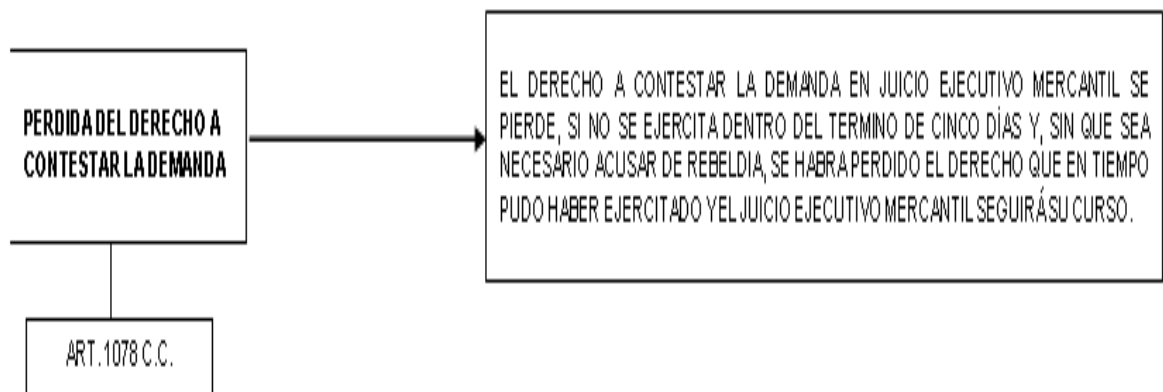 PERDIDA DEL DERECHO A
CONTESTAR LA DEMANDA
EL DERECHO A CONTESTAR LA DEMANDA EN JUICIO EJECUTIVO MERCANTIL SE
PIERDE, SI NO SE EJERCITA DENTRO DEL TERMINO DE CINCO DÍAS Y, SIN QUE SEA
NECESARIO ACUSAR DE REBELDIA, SE HABRA PERDIDO EL DERECHO QUE EN TIEMPO
PUDO HABER EJERCITADO Y EL JUICIO EJECUTIVO MERCANTIL SEGUIRÁ SU CURSO.
ART. 1078 C.C.